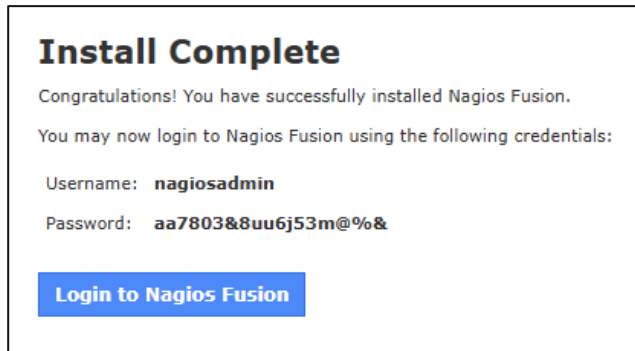 Install Complete
Congratulations! You have successfully installed Nagios Fusion.
You may now login to Nagios Fusion using the following credentials:
Username: nagiosadmin
Password: aa7803&8uu6j53m@%&
Login to Nagios Fusion